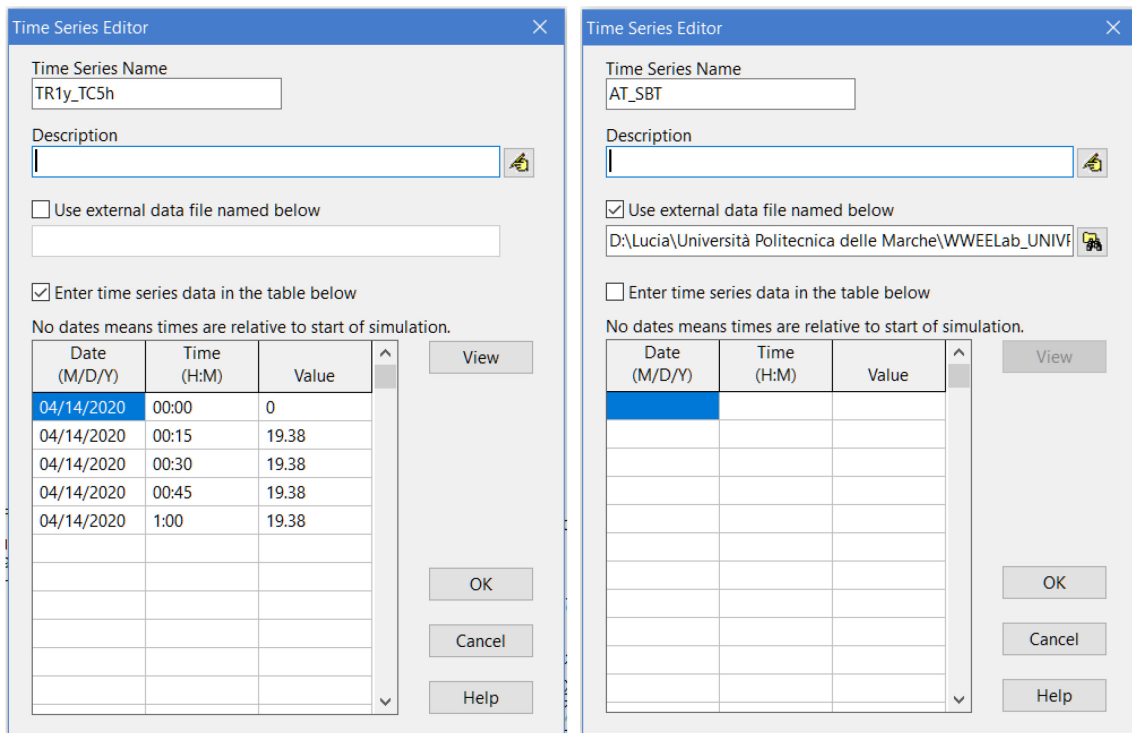 Time Series Editor
Time Series Name
TR1y_TC5h
Description
Use external data file named below
Enter time series data in the table below
No dates means times are relative to start of simulation.
Date (M/D/Y) Time (H:M) Value
View
04/14/2020 00:00 0
04/14/2020 00:15 19.38
04/14/2020 00:30 19.38
04/14/2020 00:45 19.38
04/14/2020 1:00 19.38
OK
Cancel
Help
Time Series Editor
Time Series Name
AT_SBT
Description
Use external data file named below
D:\Lucia\Università Politecnica delle Marche\WWEELab_UNIVP
Enter time series data in the table below
No dates means times are relative to start of simulation.
Date (M/D/Y) Time (H:M) Value
View
OK
Cancel
Help